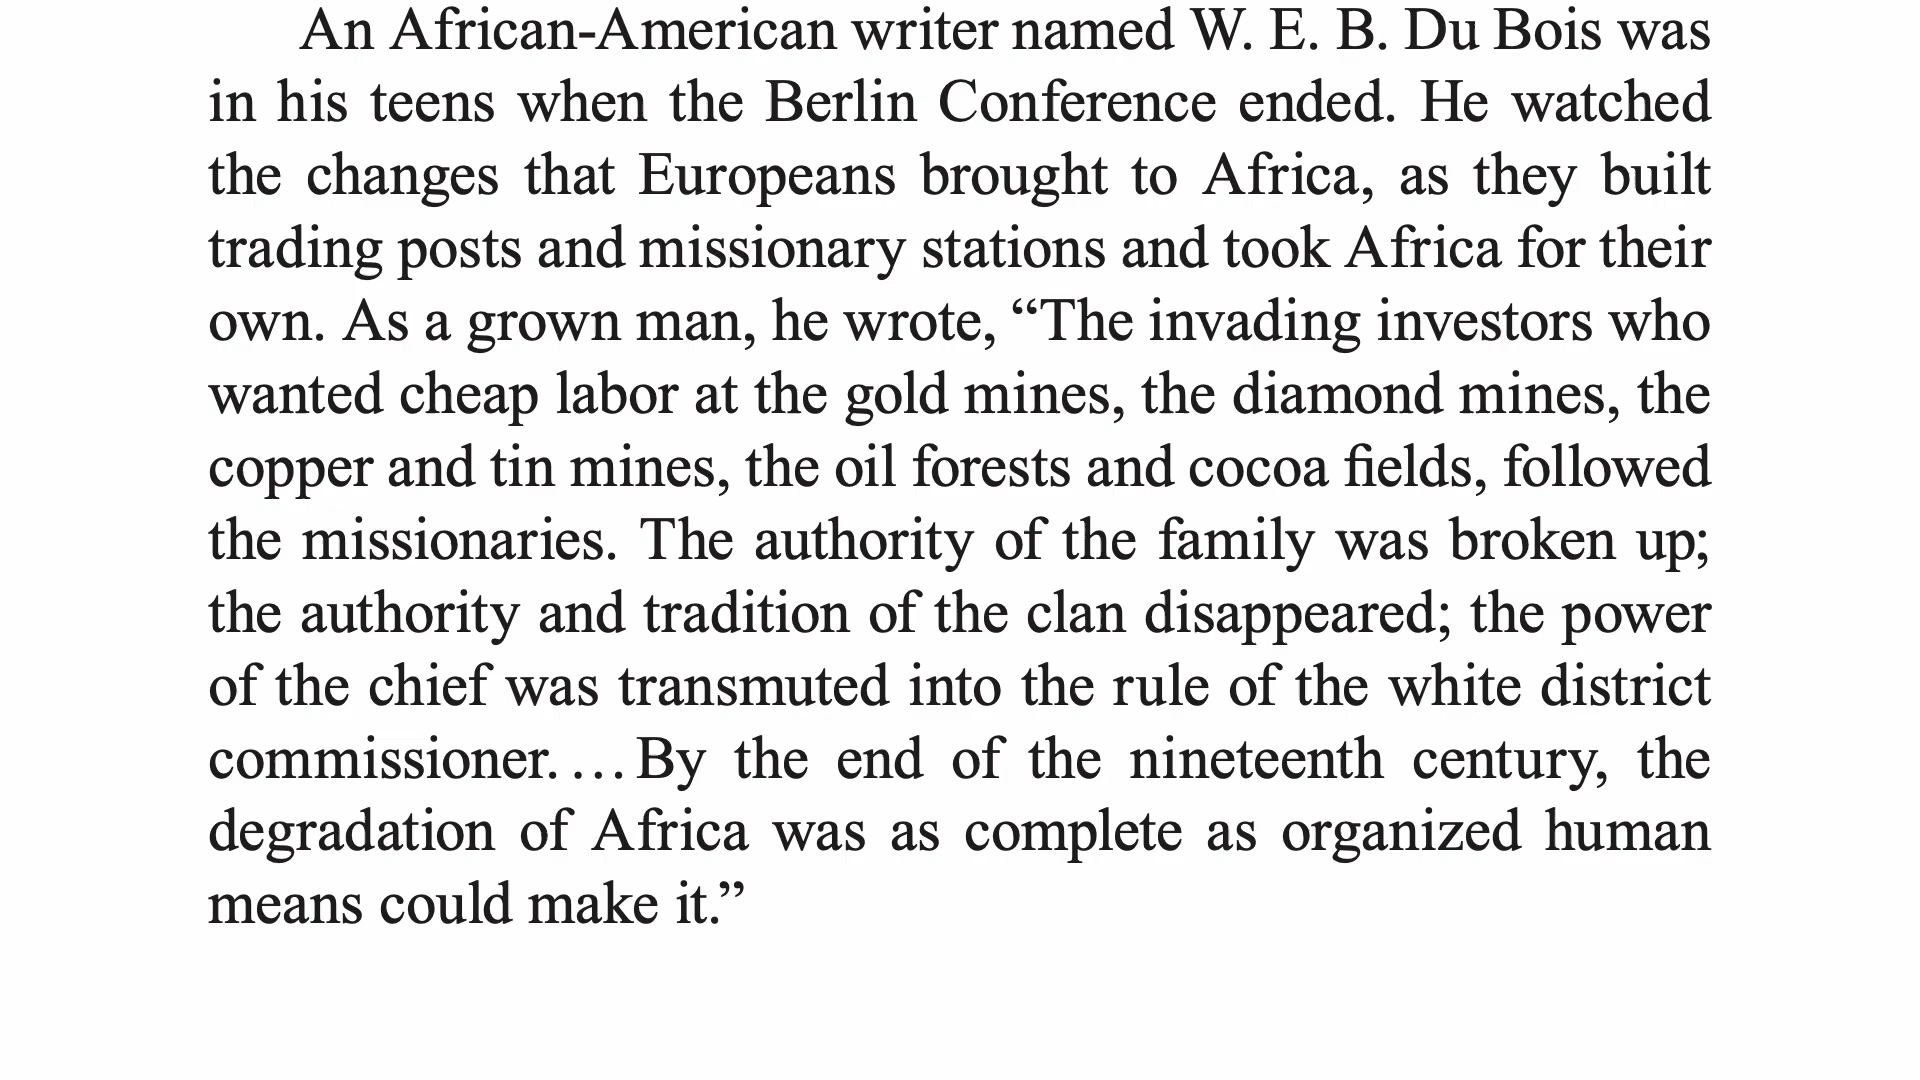 An African-American writer named W. E. B. Du Bois was
in his teens when the Berlin Conference ended. He watched
the changes that Europeans brought to Africa, as they built
trading posts and missionary stations and took Africa for their
own. As a grown man, he wrote, “The invading investors who
wanted cheap labor at the gold mines, the diamond mines, the
copper and tin mines, the oil forests and cocoa fields, followed
the missionaries. The authority of the family was broken up;
the authority and tradition of the clan disappeared; the power
of the chief was transmuted into the rule of the white district
commissioner.… By the end of the nineteenth century, the
degradation of Africa was as complete as organized human
means could make it.”